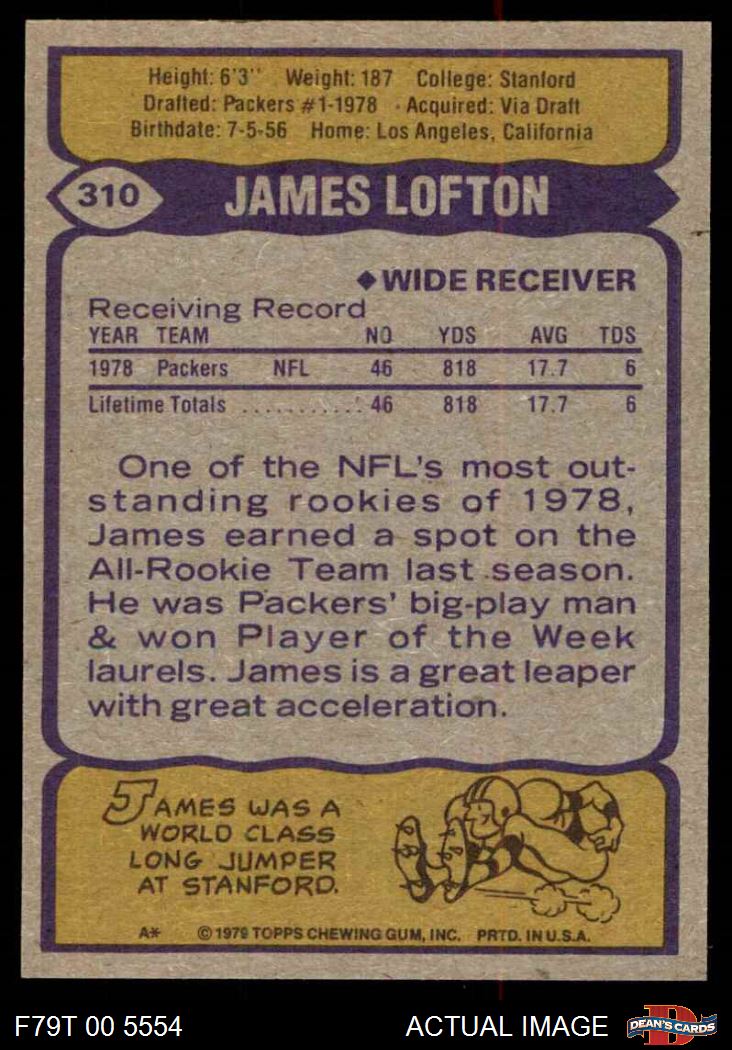 Height: 6'3" Weight: 187 College: Stanford
Drafted: Packers #1-1978 · Acquired: Via Draft
Birthdate: 7-5-56 Home: Los Angeles, California
310 JAMES LOFTON
◆WIDE RECEIVER
Receiving Record
YEAR TEAM NO YDS AVG TDS
1978 Packers NFL 46 818 17.7 6
Lifetime Totals ........... 46 818 17.7 6
One of the NFL's most out-
standing rookies of 1978,
James earned a spot on the
All-Rookie Team last season.
He was Packers' big-play man
& won Player of the Week
laurels. James is a great leaper
with great acceleration.
JAMES WAS A
WORLD CLASS
LONG JUMPER
AT STANFORD.
A* © 1979 TOPPS CHEWING GUM, INC. PRTD. IN U.S.A.
F79T 00 5554 ACTUAL IMAGE DEAN'S CARDS